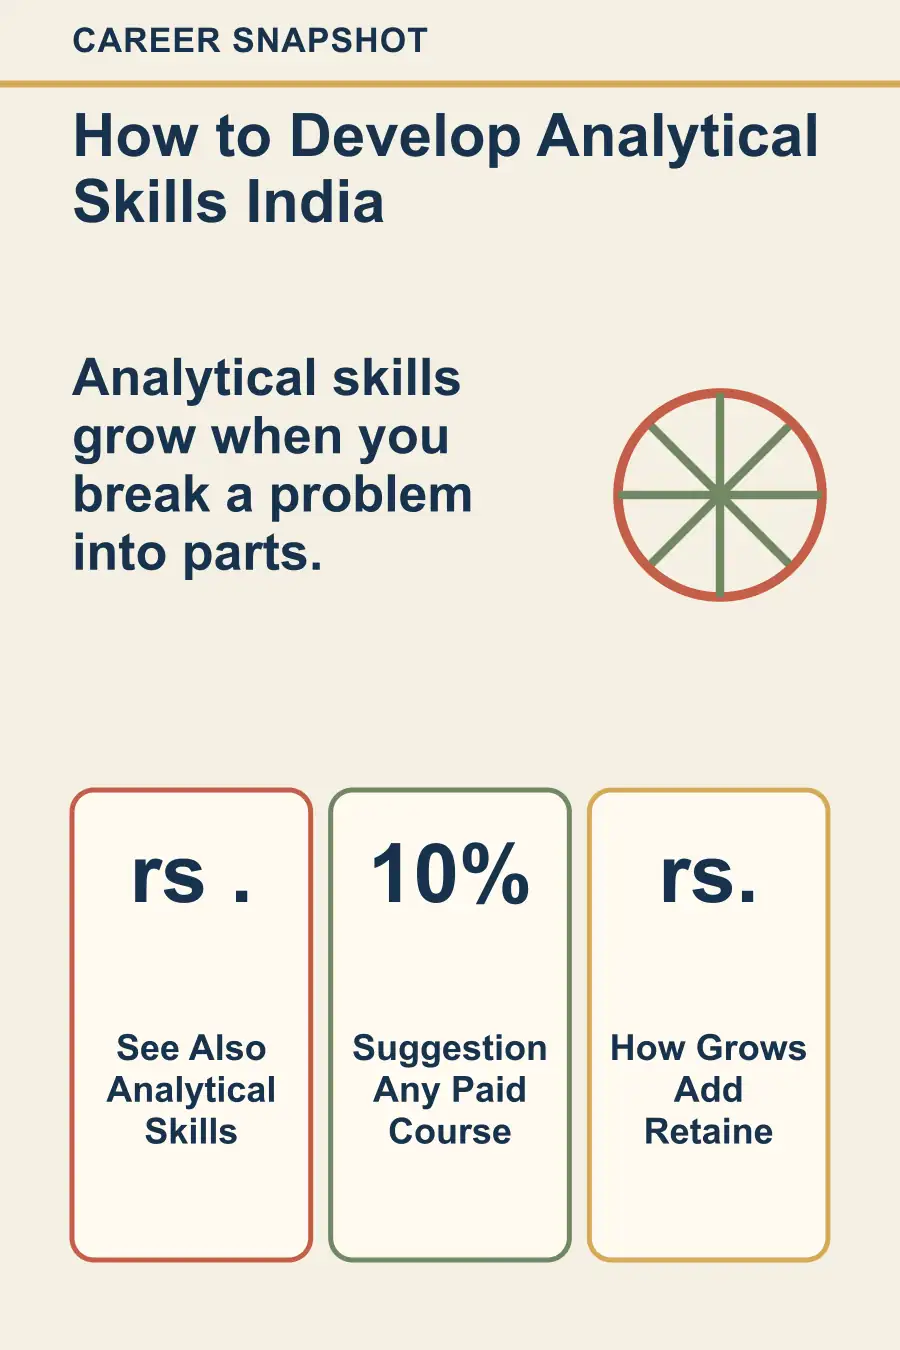 CAREER SNAPSHOT
How to Develop Analytical
Skills India
Analytical skills
grow when you
break a problem
into parts.
rs .
See Also
Analytical
Skills
10%
Suggestion
Any Paid
Course
rs.
How Grows
Add
Retaine